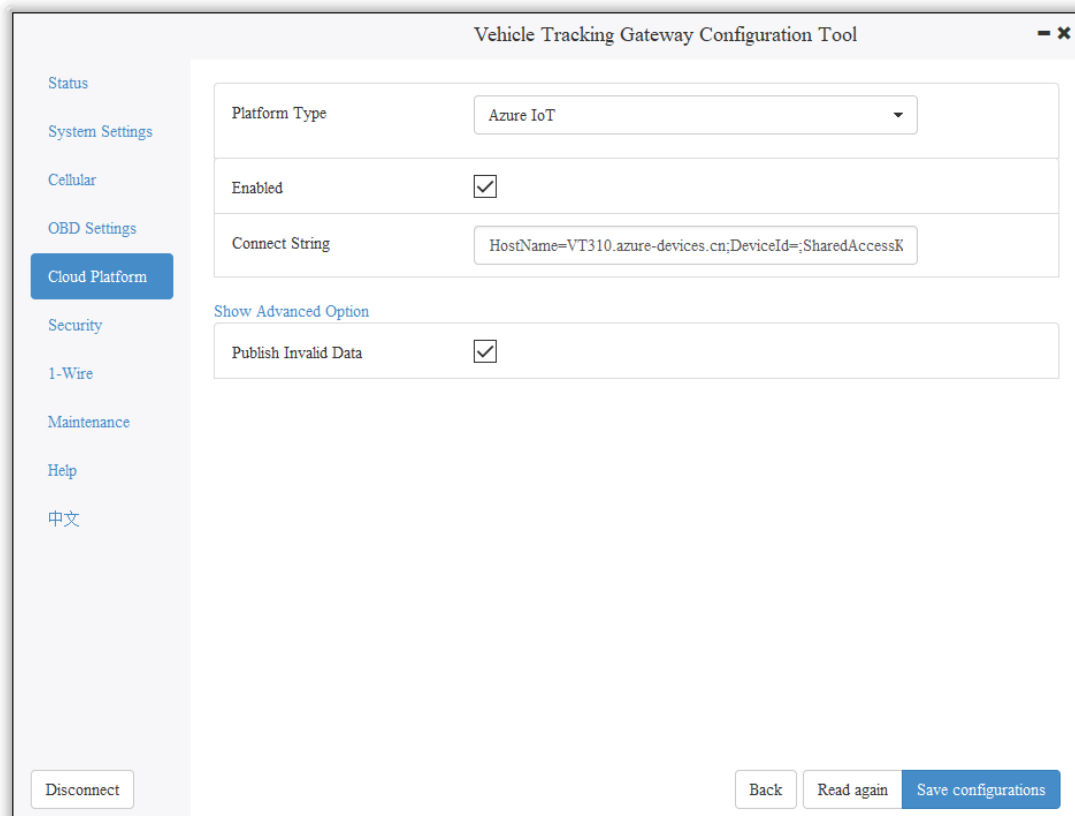 Vehicle Tracking Gateway Configuration Tool
Status
System Settings
Cellular
OBD Settings
Cloud Platform
Security
1-Wire
Maintenance
Help
中文
Platform Type
Azure IoT
Enabled
Connect String
HostName=VT310.azure-devices.cn;DeviceId=;SharedAccessK
Show Advanced Option
Publish Invalid Data
Disconnect
Back
Read again
Save configurations